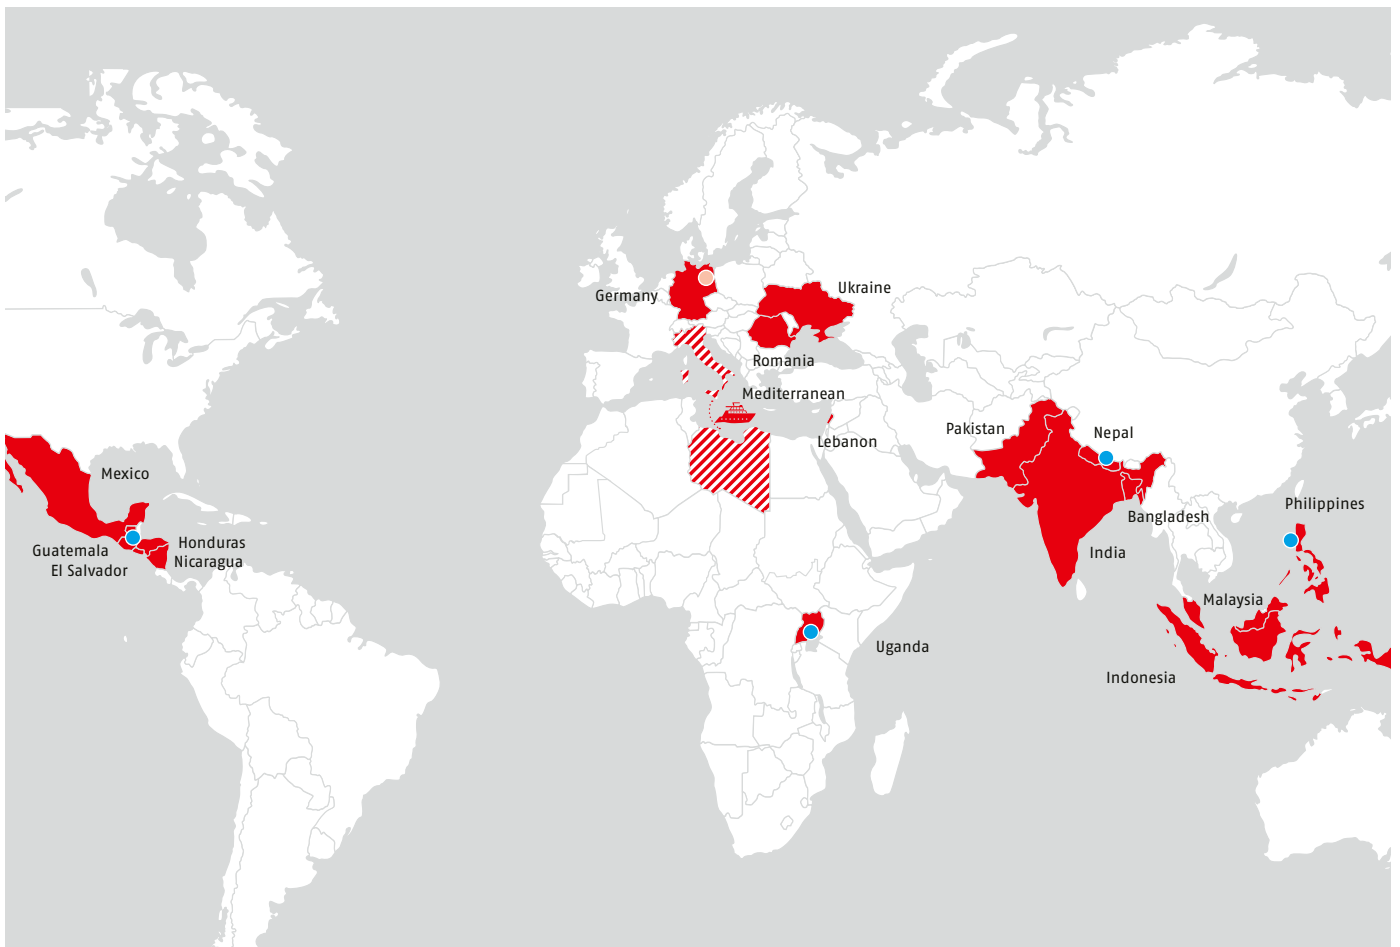 Germany
Ukraine
Romania
Mediterranean
Lebanon
Pakistan
Nepal
Mexico
Bangladesh
Philippines
Guatemala
El Salvador
Honduras
Nicaragua
India
Malaysia
Uganda
Indonesia